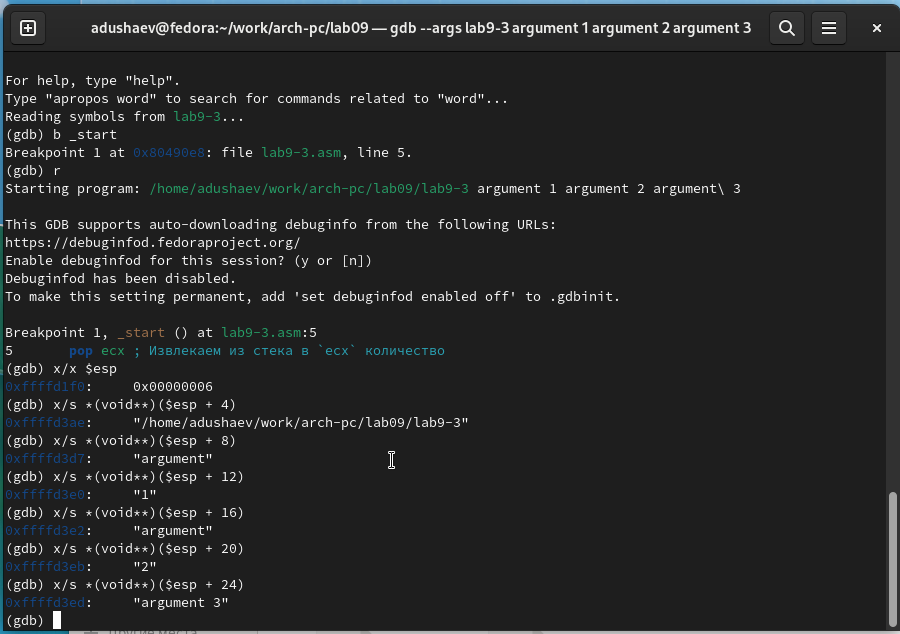 adushaev@fedora:~/work/arch-pc/lab09 — gdb --args lab9-3 argument 1 argument 2 argument 3
For help, type "help".
Type "apropos word" to search for commands related to "word"...
Reading symbols from lab9-3...
(gdb) b _start
Breakpoint 1 at 0x80490e8: file lab9-3.asm, line 5.
(gdb) r
Starting program: /home/adushaev/work/arch-pc/lab09/lab9-3 argument 1 argument 2 argument\ 3
This GDB supports auto-downloading debuginfo from the following URLs:
https://debuginfod.fedoraproject.org/
Enable debuginfod for this session? (y or [n])
Debuginfod has been disabled.
To make this setting permanent, add 'set debuginfod enabled off' to .gdbinit.
Breakpoint 1, _start () at lab9-3.asm:5
5       pop ecx ; Извлекаем из стека в `ecx` количество
(gdb) x/x $esp
0xffffd1f0:     0x00000006
(gdb) x/s *(void**)($esp + 4)
0xffffd3ae:     "/home/adushaev/work/arch-pc/lab09/lab9-3"
(gdb) x/s *(void**)($esp + 8)
0xffffd3d7:     "argument"
(gdb) x/s *(void**)($esp + 12)
0xffffd3e0:     "1"
(gdb) x/s *(void**)($esp + 16)
0xffffd3e2:     "argument"
(gdb) x/s *(void**)($esp + 20)
0xffffd3eb:     "2"
(gdb) x/s *(void**)($esp + 24)
0xffffd3ed:     "argument 3"
(gdb)